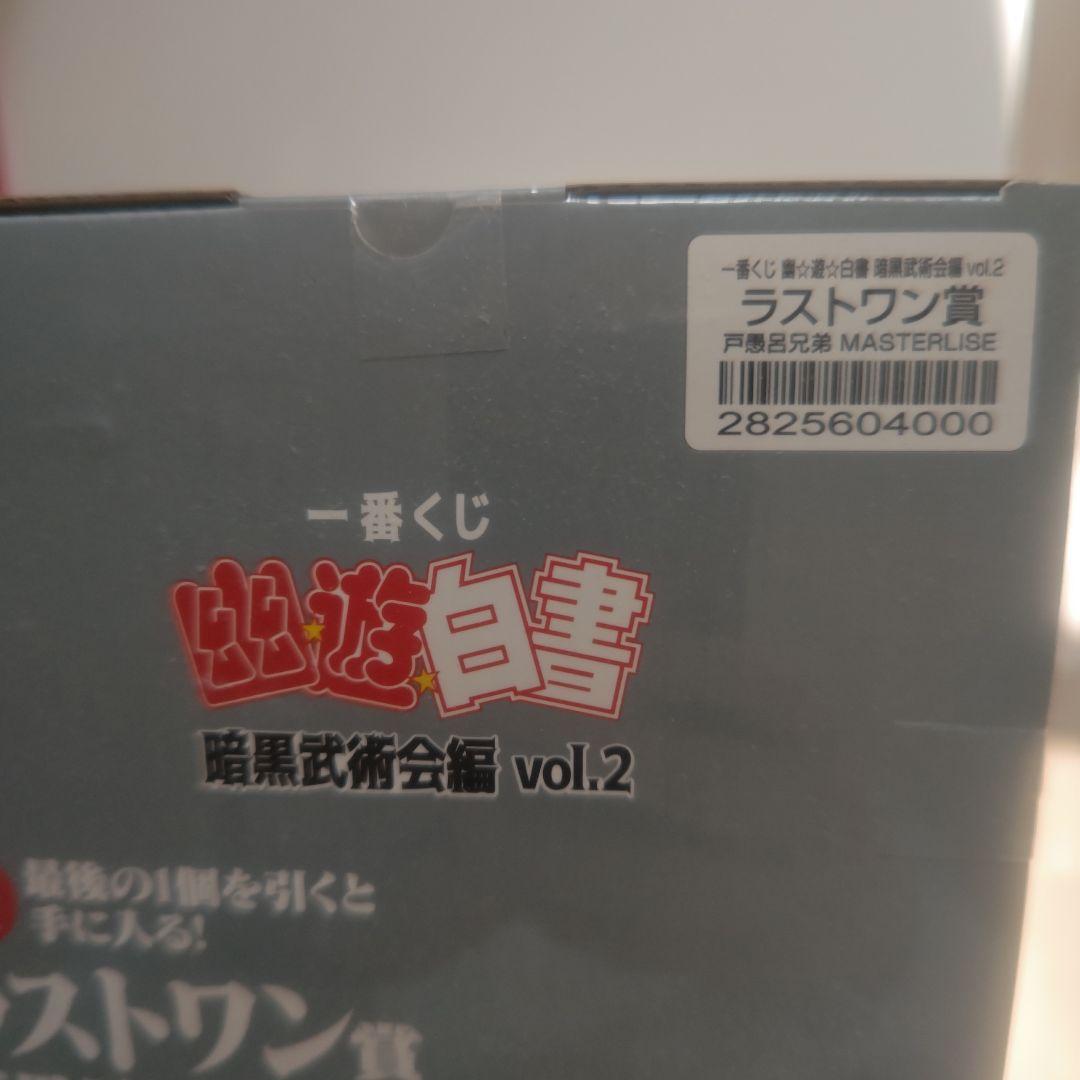 一番くじ 幽☆遊☆白書 暗黒武術会編 vol.2
ラストワン賞
戸愚呂兄弟 MASTERLISE
2825604000
一番くじ
幽☆遊☆白書
暗黒武術会編 vol.2
最後の1個を引くと
手に入る!
ラストワン賞